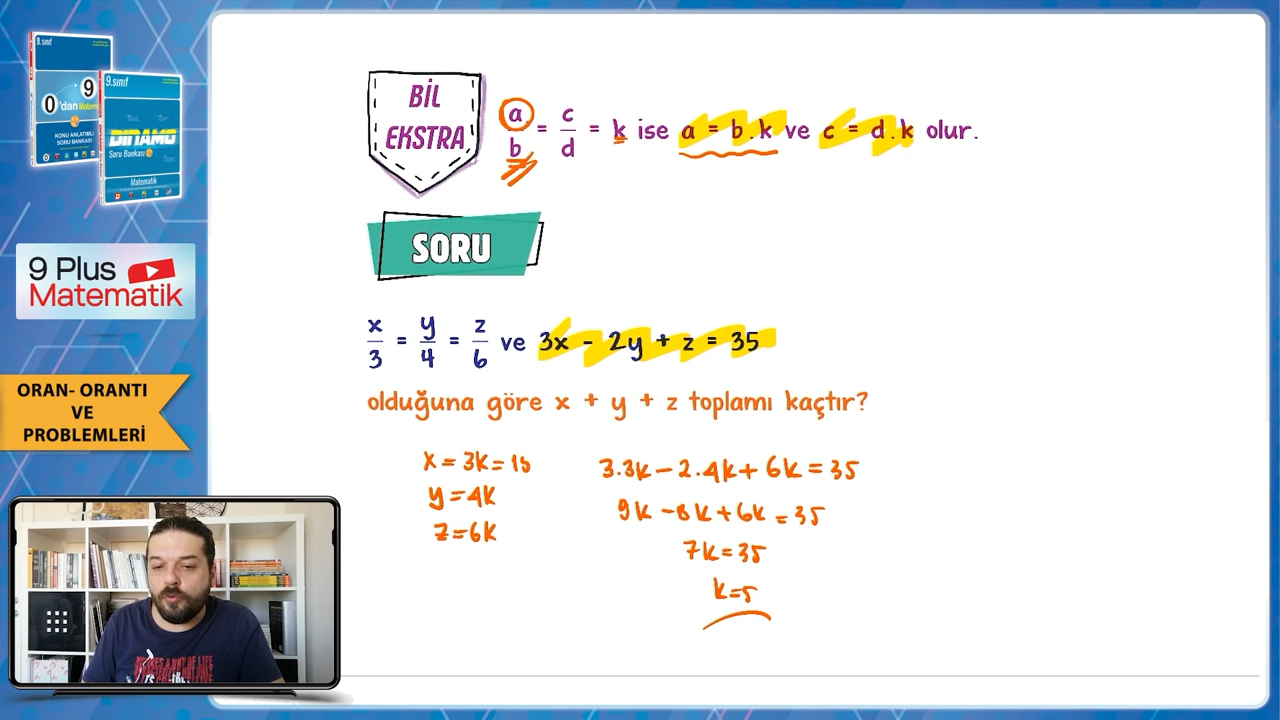 9.sınıf
0'dan 9
KONU ANLATIMLI
SORU BANKASI
9.sınıf
DİNAMO
Soru Bankası
Matematik
9 Plus
Matematik
ORAN- ORANTI
VE
PROBLEMLERİ
BİL
EKSTRA
a/b = c/d = k ise a = b.k ve c = d.k olur.
SORU
x/3 = y/4 = z/6 ve 3x - 2y + z = 35
olduğuna göre x + y + z toplamı kaçtır?
x = 3k = 15
y = 4k
z = 6k
3.3k - 2.4k + 6k = 35
9k - 8k + 6k = 35
7k = 35
k = 5